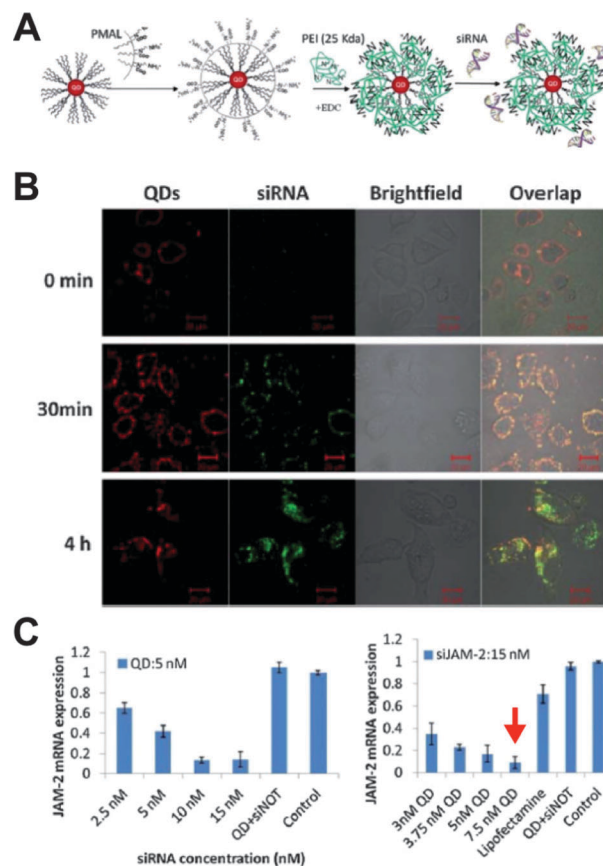 A
PMAL
PEI (25 Kda)
siRNA
+EDC
QD
QD
QD
QD
B
QDs
siRNA
Brightfield
Overlap
0 min
30min
4 h
C
JAM-2 mRNA expression
1.2
1
0.8
0.6
0.4
0.2
0
QD:5 nM
2.5 nM
5 nM
10 nM
15 nM
QD+siNOT
Control
siRNA concentration (nM)
JAM-2 mRNA expression
1.2
1
0.8
0.6
0.4
0.2
0
siJAM-2:15 nM
3nM QD
3.75 nM QD
5nM QD
7.5 nM QD
Lipofectamine
QD+siNOT
Control